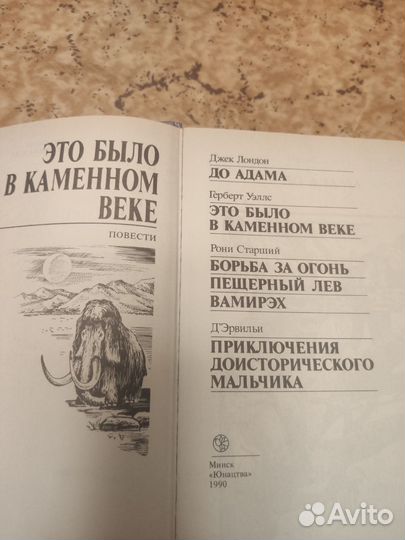 ЭТО БЫЛО
В КАМЕННОМ
ВЕКЕ
ПОВЕСТИ
Джек Лондон
ДО АДАМА
Герберт Уэллс
ЭТО БЫЛО
В КАМЕННОМ ВЕКЕ
Рони Старший
БОРЬБА ЗА ОГОНЬ
ПЕЩЕРНЫЙ ЛЕВ
ВАМИРЭХ
Д'Эрвильи
ПРИКЛЮЧЕНИЯ
ДОИСТОРИЧЕСКОГО
МАЛЬЧИКА
Минск
«Юнацтва»
1990
Avito